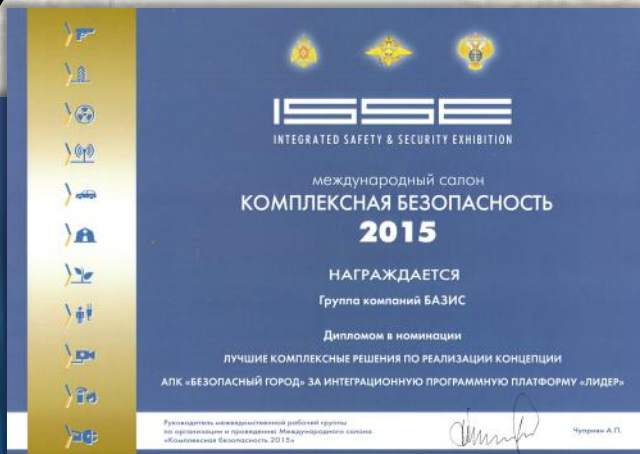 ISSE
INTEGRATED SAFETY & SECURITY EXHIBITION
международный салон
КОМПЛЕКСНАЯ БЕЗОПАСНОСТЬ
2015
НАГРАЖДАЕТСЯ
Группа компаний БАЗИС
Дипломом в номинации
ЛУЧШИЕ КОМПЛЕКСНЫЕ РЕШЕНИЯ ПО РЕАЛИЗАЦИИ КОНЦЕПЦИИ
АПК «БЕЗОПАСНЫЙ ГОРОД» ЗА ИНТЕГРАЦИОННУЮ ПРОГРАММНУЮ ПЛАТФОРМУ «ЛИДЕР»
Руководитель межведомственной рабочей группы
по организации и проведению Международного салона
«Комплексная безопасность 2015»
Чуприян А.П.